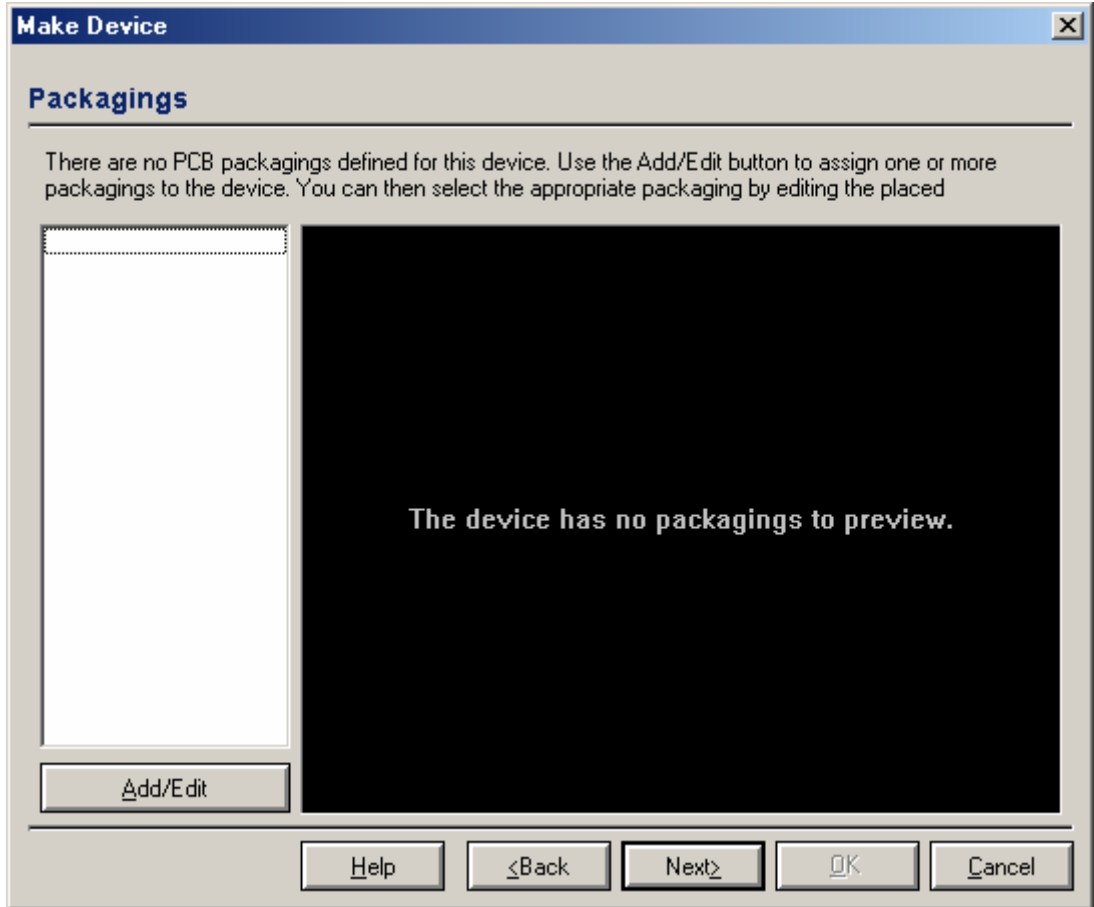 Make Device
Packagings
There are no PCB packagings defined for this device. Use the Add/Edit button to assign one or more
packagings to the device. You can then select the appropriate packaging by editing the placed
The device has no packagings to preview.
Add/Edit
Help
<Back
Next>
OK
Cancel